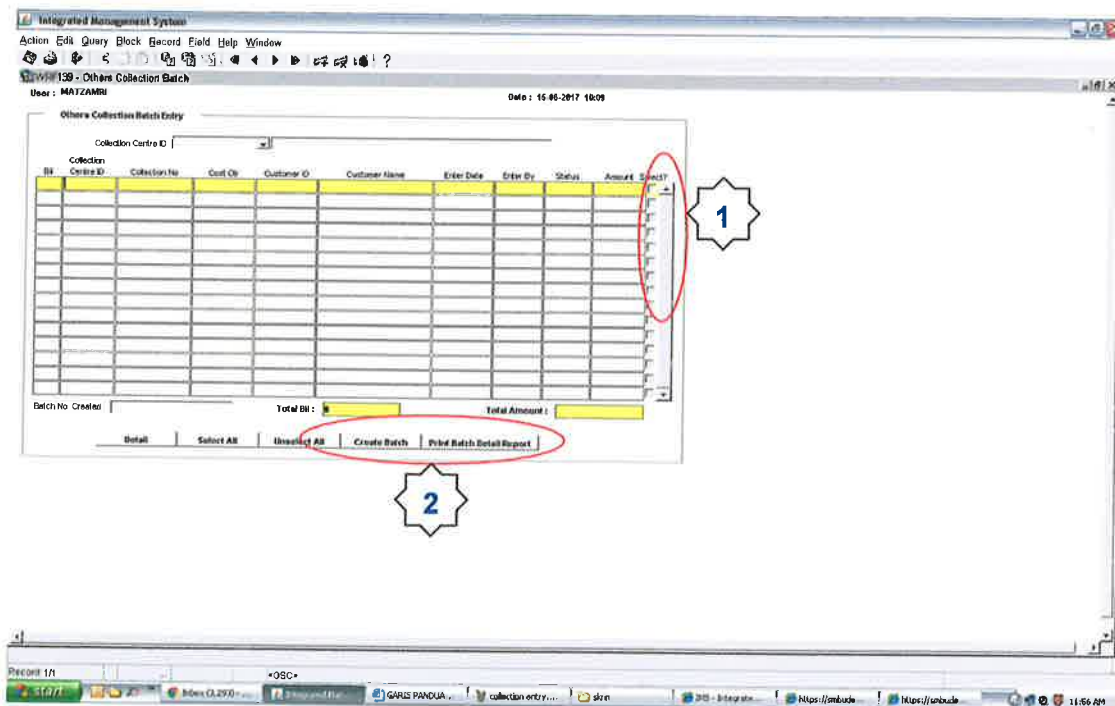 Integrated Management System
Action Edit Query Block Record Field Help Window
?
139 - Others Collection Batch
User : MATZAMRI
Date : 15-06-2017 10:09
Others Collection Batch Entry
Collection Centre ID
Bil Collection Centre ID Collection No Cost Ctr Customer ID Customer Name Enter Date Enter By Status Amount Select?
1
Batch No Created Total Bil : Total Amount :
Detail Select All Unselect All Create Batch Print Batch Detail Report
2
Record 1/1 <OSC>
start Inbox GARIS PANDUA... collection entry.... skrin https://smbude... https://smbude... 11:56 AM